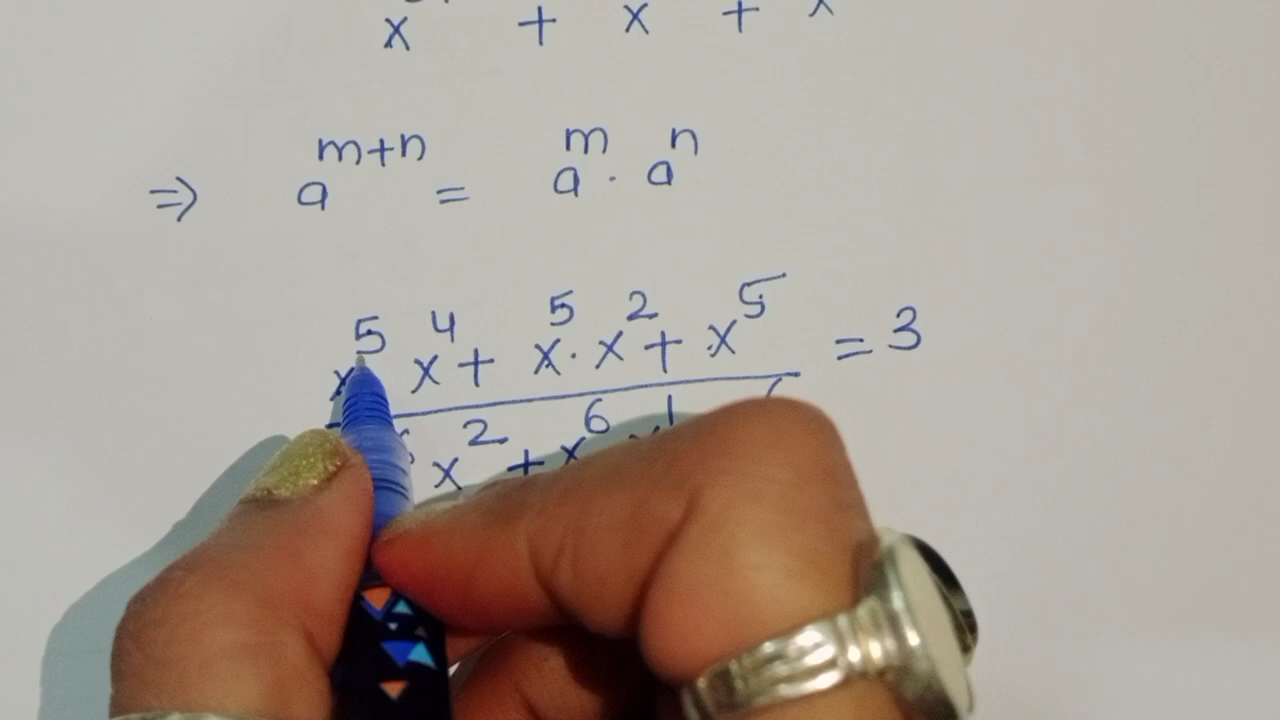 x + x + x
⇒ a^{m+n} = a^m · a^n
x^5 x^4 + x^5 · x^2 + x^5 = 3
x^2 + x^6